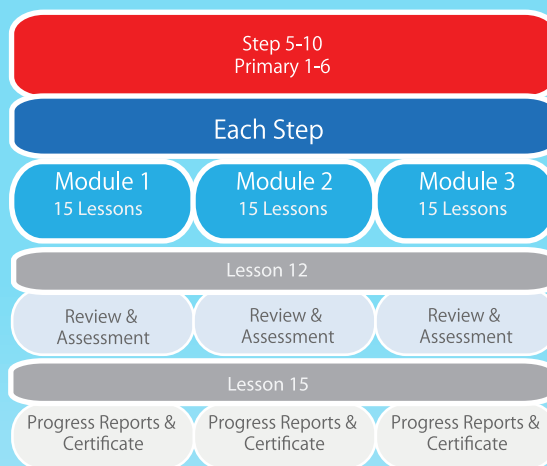 Step 5-10
Primary 1-6
Each Step
Module 1
15 Lessons
Module 2
15 Lessons
Module 3
15 Lessons
Lesson 12
Review &
Assessment
Review &
Assessment
Review &
Assessment
Lesson 15
Progress Reports &
Certificate
Progress Reports &
Certificate
Progress Reports &
Certificate